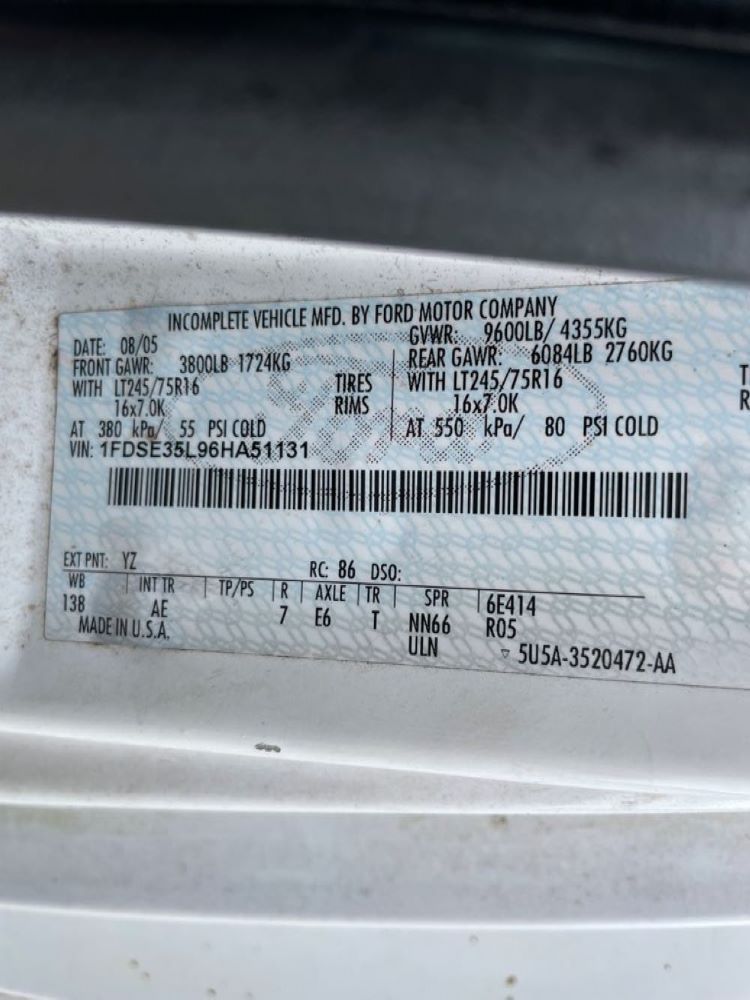 INCOMPLETE VEHICLE MFD. BY FORD MOTOR COMPANY
DATE: 08/05 GVWR: 9600LB/ 4355KG
FRONT GAWR: 3800LB 1724KG REAR GAWR: 6084LB 2760KG
WITH LT245/75R16 TIRES WITH LT245/75R16
16x7.0K RIMS 16x7.0K
AT 380 kPa/ 55 PSI COLD AT 550 kPa/ 80 PSI COLD
VIN: 1FDSE35L96HA51131
EXT PNT: YZ RC: 86 DSO:
WB INT TR TP/PS R AXLE TR SPR 6E414
138 AE 7 E6 T NN66 R05
MADE IN U.S.A. ULN ▿ 5U5A-3520472-AA